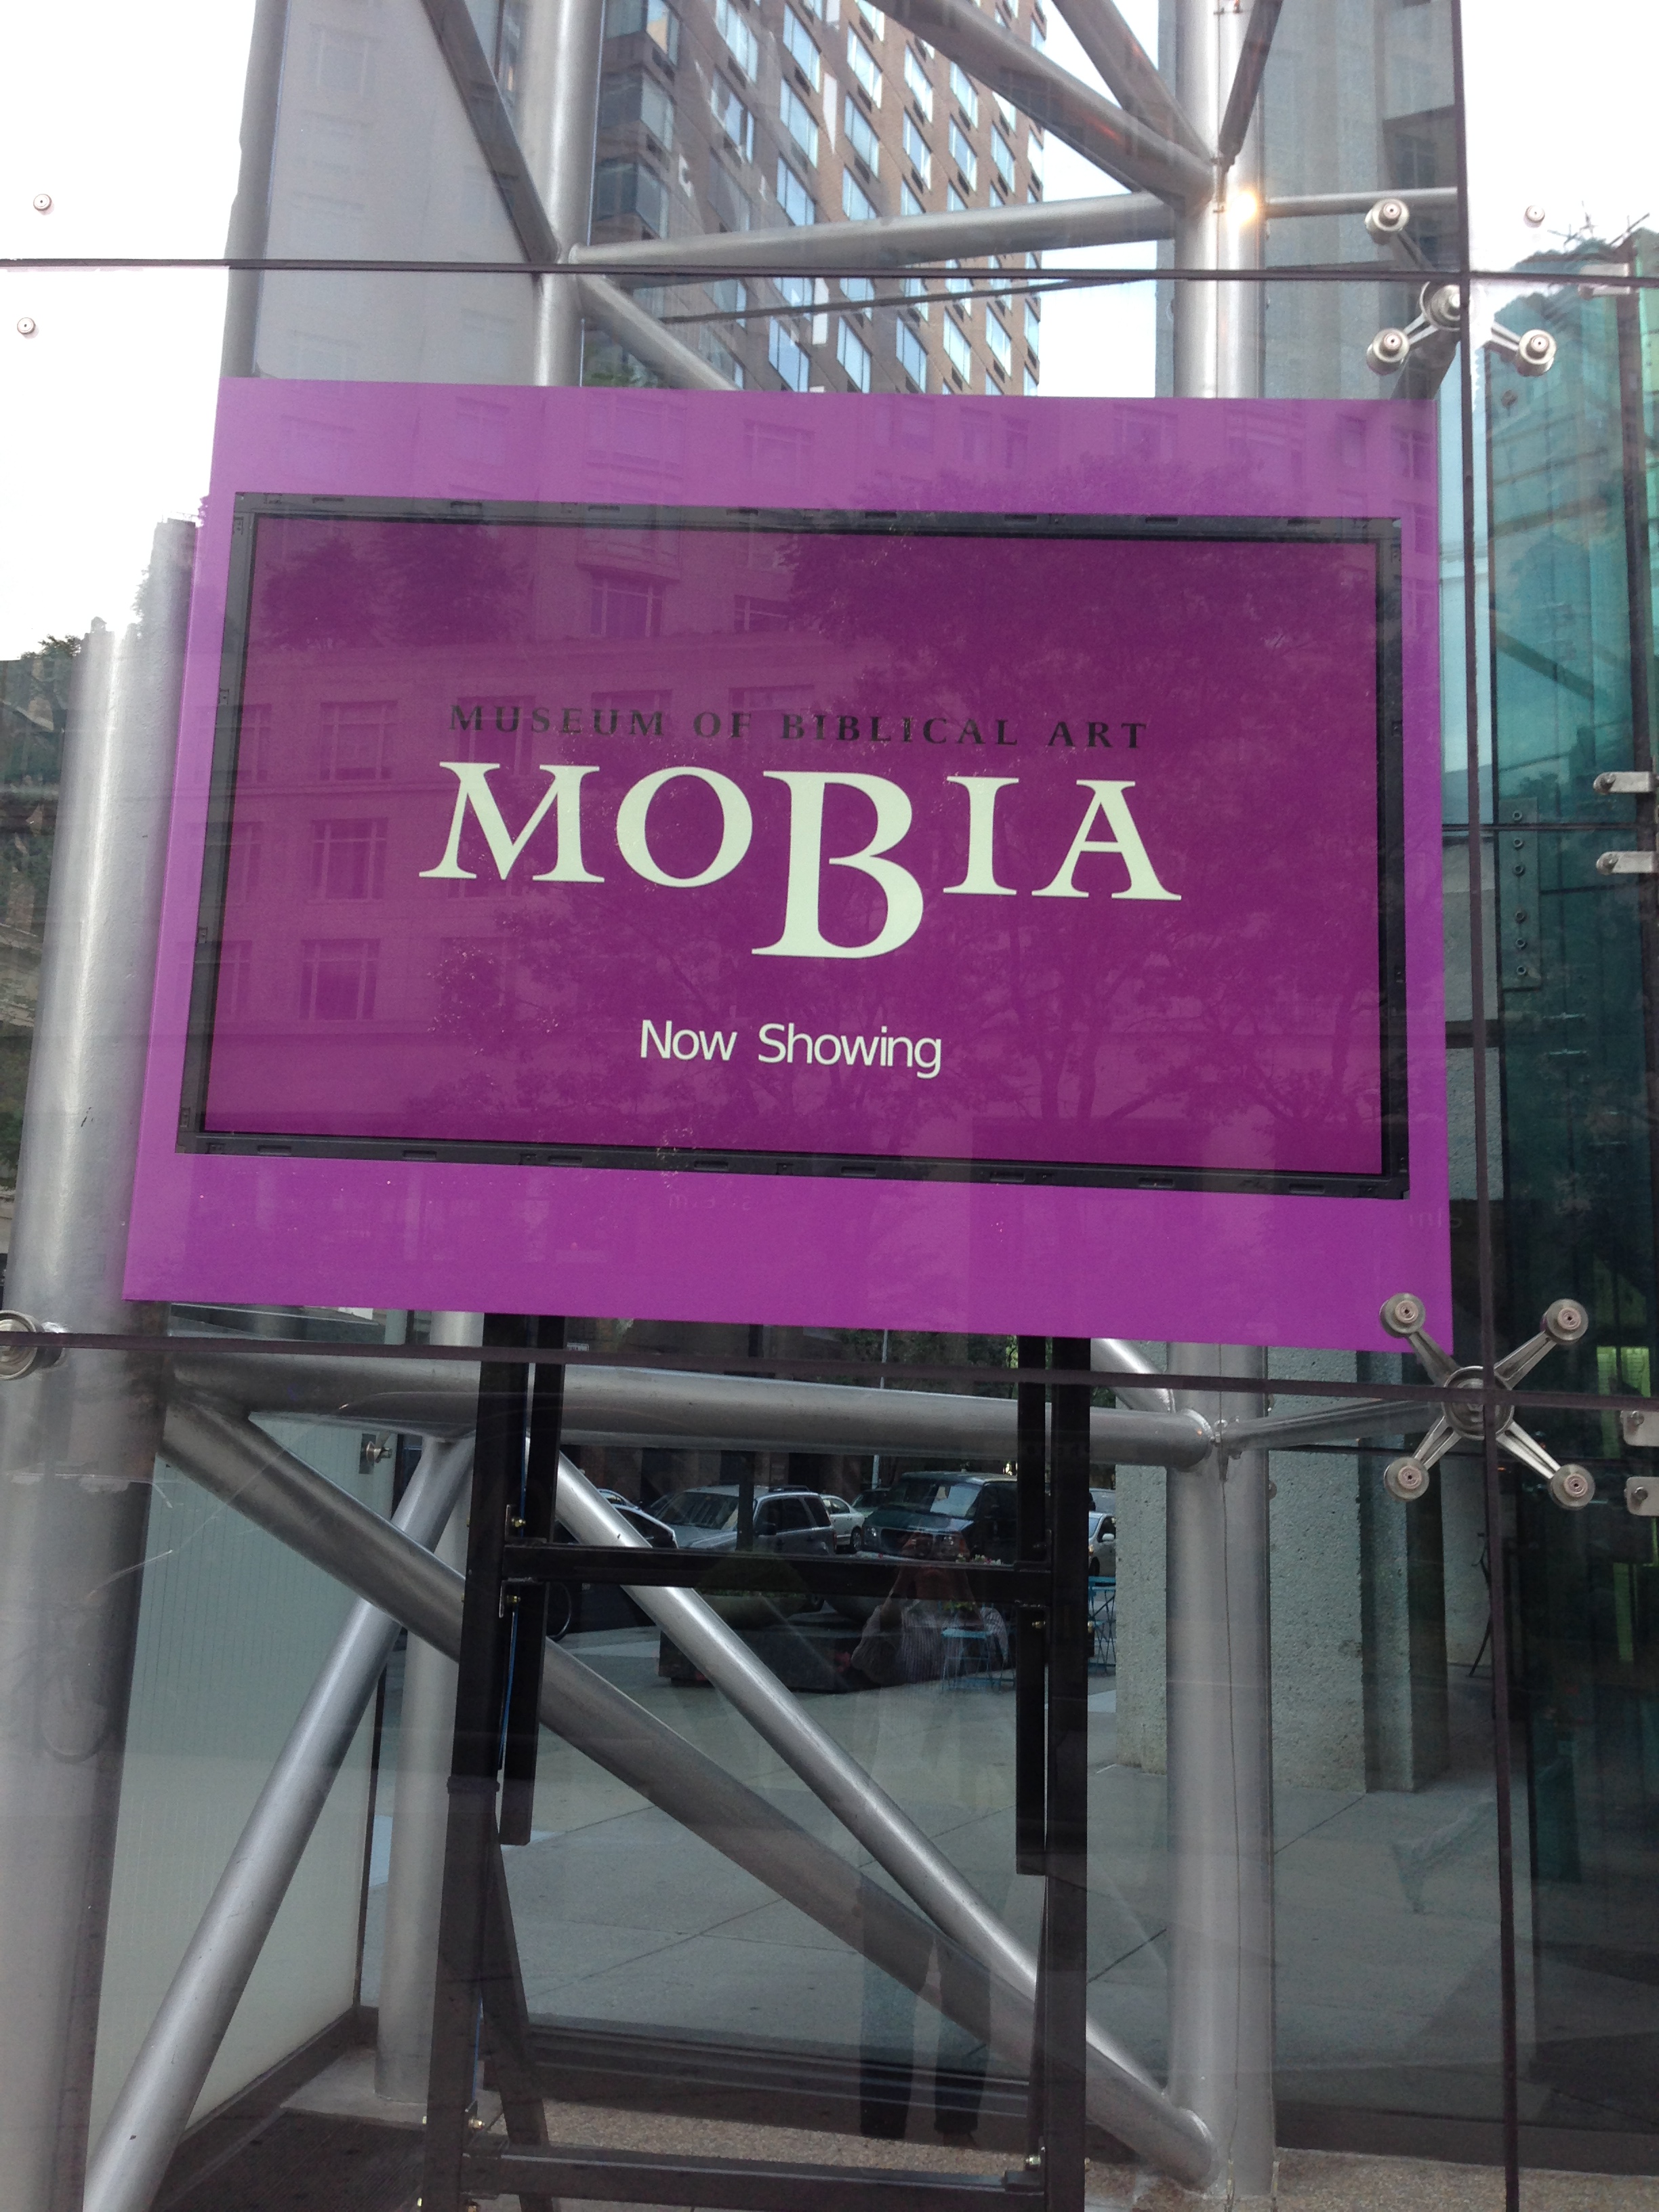 MUSEUM OF BIBLICAL ART
MOBIA
Now Showing